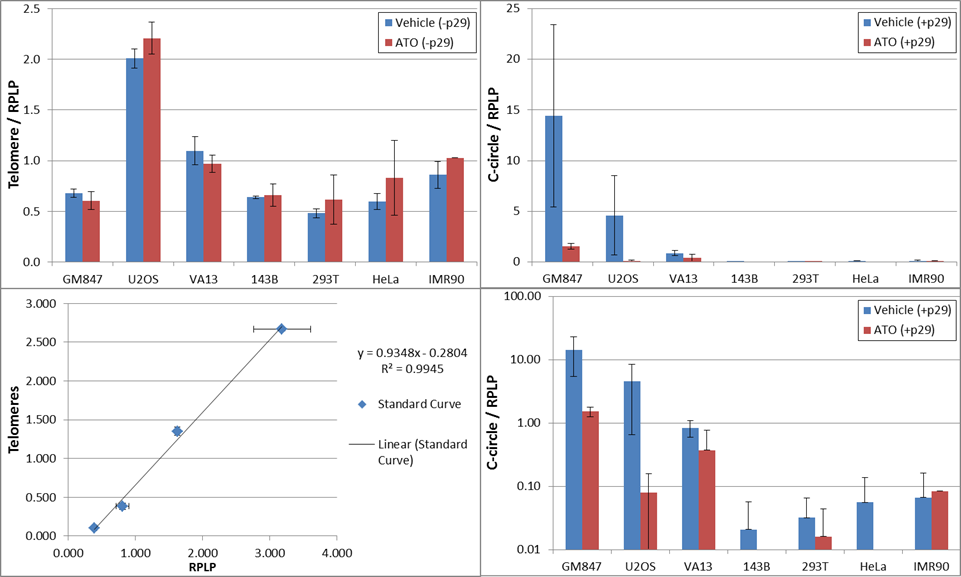 2.5
2.0
1.5
1.0
0.5
0.0
Telomere / RPLP
Vehicle (-p29)
ATO (-p29)
GM847 U2OS VA13 143B 293T HeLa IMR90
25
20
15
10
5
0
C-circle / RPLP
Vehicle (+p29)
ATO (+p29)
GM847 U2OS VA13 143B 293T HeLa IMR90
3.000
2.500
2.000
1.500
1.000
0.500
0.000
Telomeres
y = 0.9348x - 0.2804
R² = 0.9945
Standard Curve
Linear (Standard
Curve)
0.000 1.000 2.000 3.000 4.000
RPLP
100.00
10.00
1.00
0.10
0.01
C-circle / RPLP
Vehicle (+p29)
ATO (+p29)
GM847 U2OS VA13 143B 293T HeLa IMR90